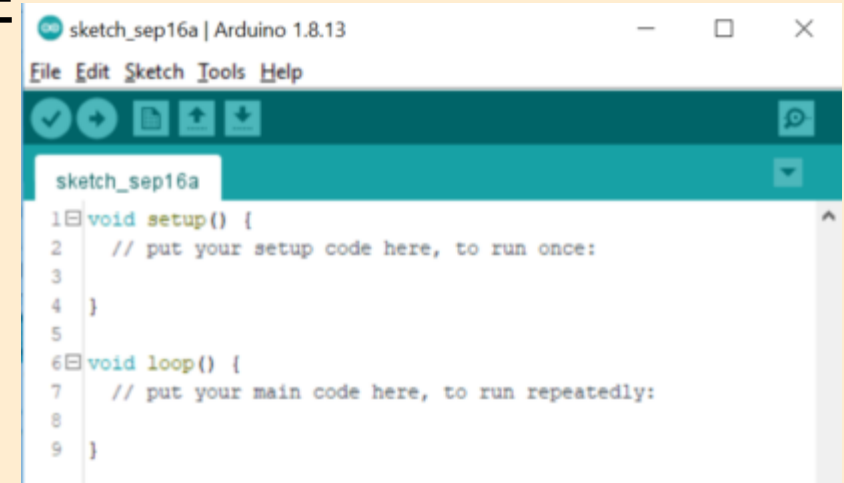 sketch_sep16a | Arduino 1.8.13
File Edit Sketch Tools Help
sketch_sep16a
1 void setup() {
2 // put your setup code here, to run once:
3
4 }
5
6 void loop() {
7 // put your main code here, to run repeatedly:
8
9 }